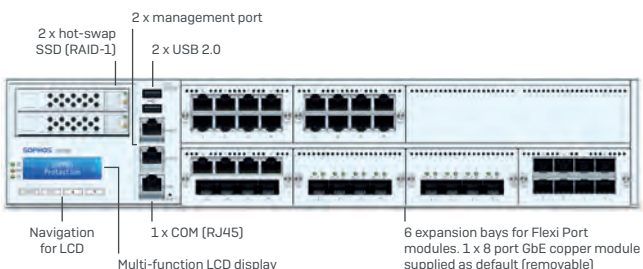 2 x management port
2 x hot-swap
SSD (RAID-1)
2 x USB 2.0
SOPHOS
Protection
Navigation
for LCD
1 x COM (RJ45)
Multi-function LCD display
6 expansion bays for Flexi Port
modules. 1 x 8 port GbE copper module
supplied as default (removable)